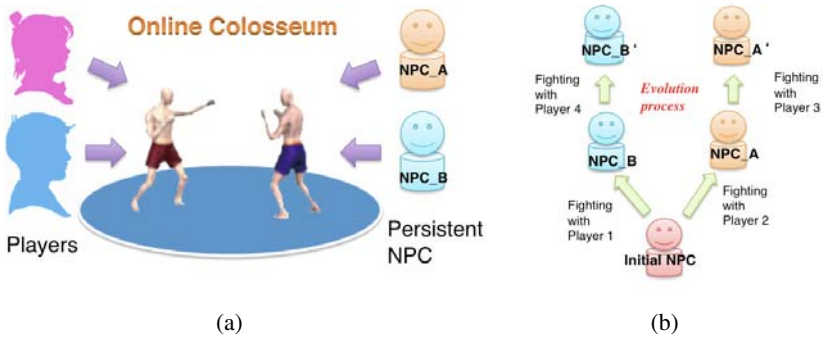 Online Colosseum
NPC_A
NPC_B
Players
Persistent
NPC
(a)
NPC_B '
NPC_A '
Fighting
with
Player 4
Evolution
process
Fighting
with
Player 3
NPC_B
NPC_A
Fighting
with
Player 1
Fighting
with
Player 2
Initial NPC
(b)